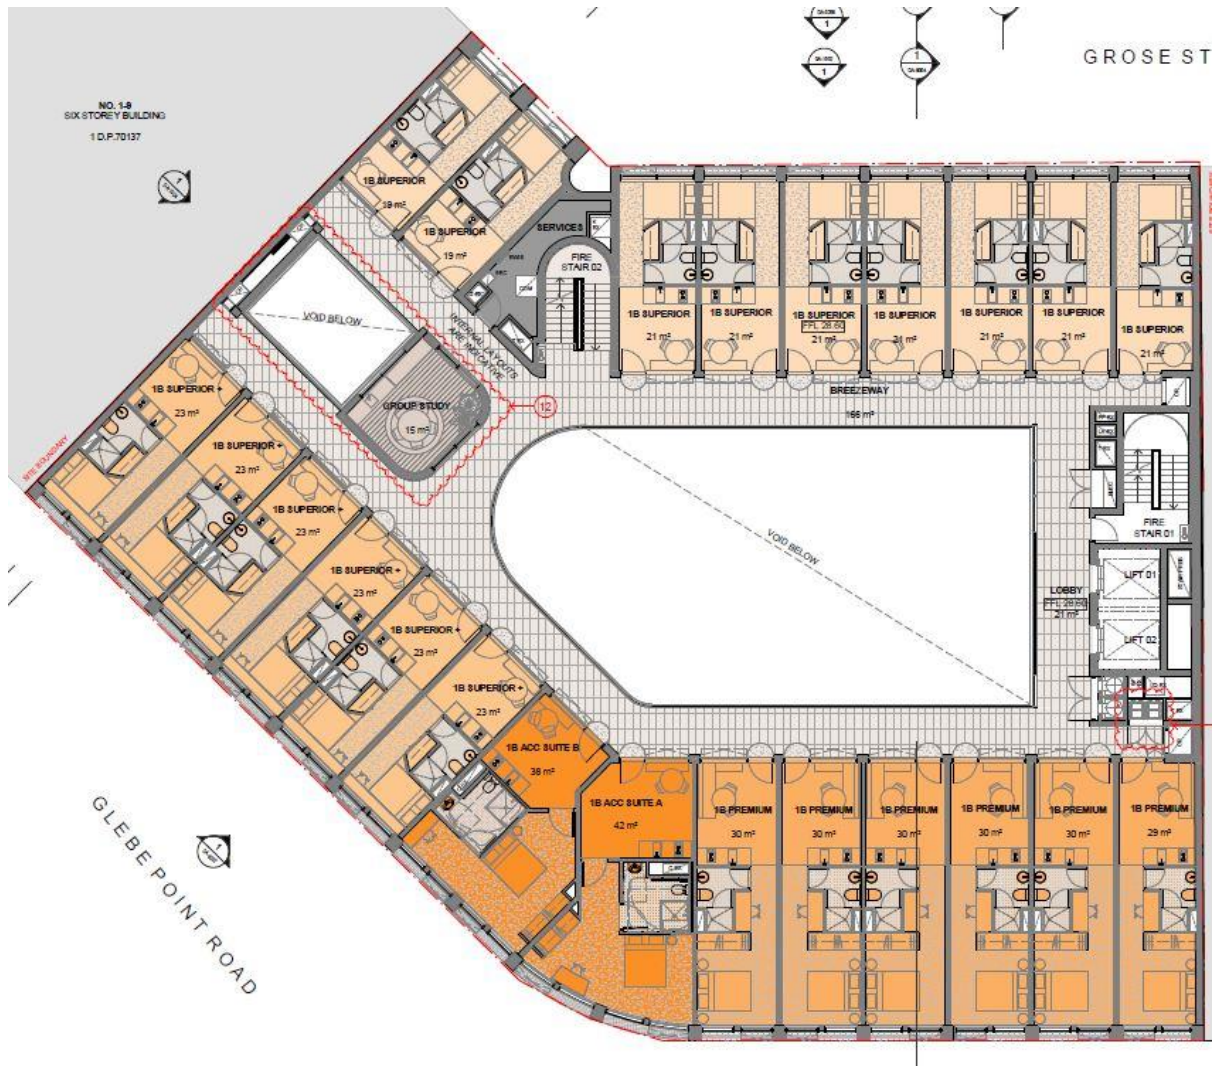 GROSE ST
NO. 1-9
SIX STOREY BUILDING
1 D.P.70137
1B SUPERIOR
19 m²
1B SUPERIOR
19 m²
SERVICES
FIRE
STAIR 02
COM
VOID BELOW
INTERNAL LAYOUTS
ARE INDICATIVE
GROUP STUDY
15 m²
12
1B SUPERIOR
21 m²
1B SUPERIOR
21 m²
1B SUPERIOR
FFL 28.60
21 m²
1B SUPERIOR
21 m²
1B SUPERIOR
21 m²
1B SUPERIOR
21 m²
1B SUPERIOR
21 m²
BREEZEWAY
166 m²
SITE BOUNDARY
1B SUPERIOR +
23 m²
1B SUPERIOR +
23 m²
1B SUPERIOR +
23 m²
1B SUPERIOR +
23 m²
1B SUPERIOR +
23 m²
1B SUPERIOR +
23 m²
VOID BELOW
FIRE
STAIR 01
LOBBY
FFL 28.60
21 m²
LIFT 01
LIFT 02
1B ACC SUITE B
38 m²
1B ACC SUITE A
42 m²
1B PREMIUM
30 m²
1B PREMIUM
30 m²
1B PREMIUM
30 m²
1B PREMIUM
30 m²
1B PREMIUM
30 m²
1B PREMIUM
29 m²
GLEBE POINT ROAD